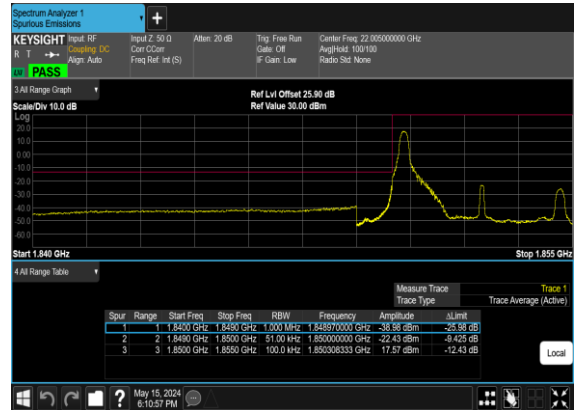 Spectrum Analyzer 1
Spurious Emissions
+
KEYSIGHT Input: RF Input Z: 50 Ω Atten: 20 dB Trig: Free Run Center Freq: 22.005000000 GHz
R T Coupling: DC Corr CCorr Gate: Off Avg|Hold: 100/100
Align: Auto Freq Ref: Int (S) IF Gain: Low Radio Std: None
PASS
3 All Range Graph
Ref Lvl Offset 25.90 dB
Scale/Div 10.0 dB Ref Value 30.00 dBm
Log
20.0
10.0
0.00
-10.0
-20.0
-30.0
-40.0
-50.0
-60.0
Start 1.840 GHz Stop 1.855 GHz
4 All Range Table
Measure Trace Trace 1
Trace Type Trace Average (Active)
Spur Range Start Freq Stop Freq RBW Frequency Amplitude ΔLimit
1 1 1.8400 GHz 1.8490 GHz 1.000 MHz 1.848970000 GHz -38.98 dBm -25.98 dB
2 2 1.8490 GHz 1.8500 GHz 51.00 kHz 1.850000000 GHz -22.43 dBm -9.425 dB
3 3 1.8500 GHz 1.8550 GHz 100.0 kHz 1.850308333 GHz 17.57 dBm -12.43 dB
Local
? May 15, 2024
6:10:57 PM